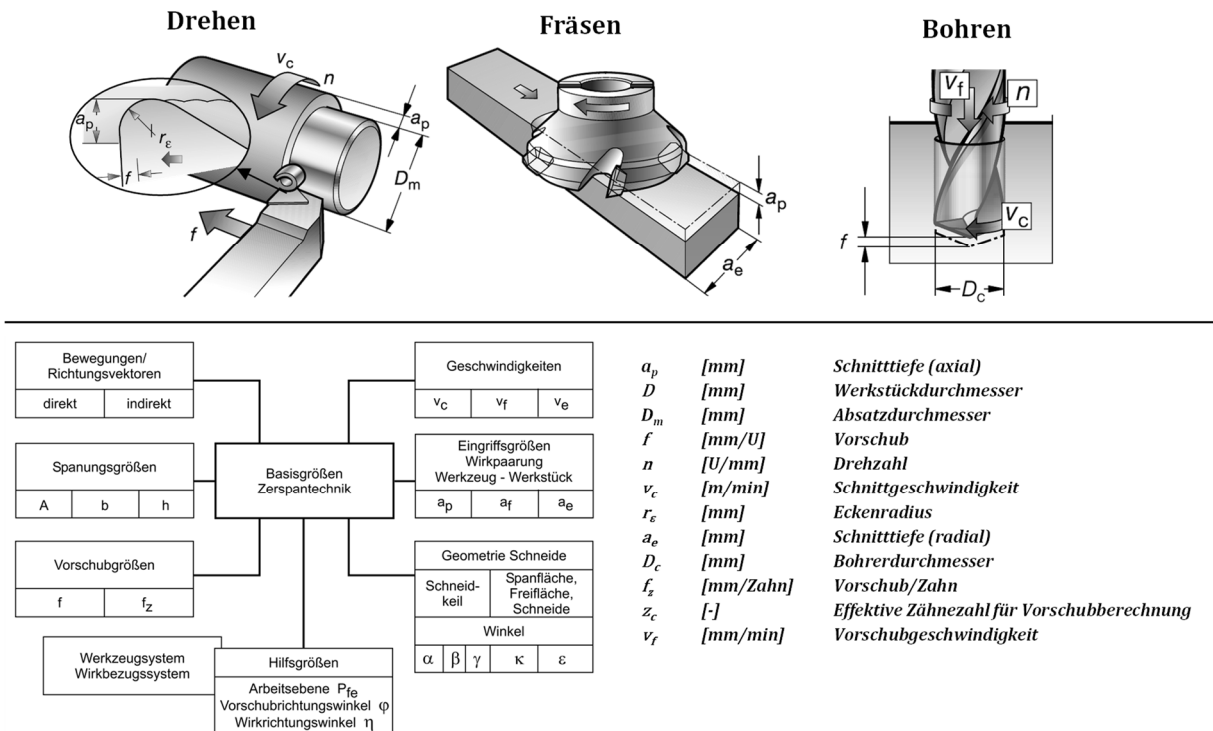 Drehen
Fräsen
Bohren
v_c
n
a_p
r_ε
f
f
a_p
D_m
a_p
a_e
v_f
n
v_c
f
D_c
Bewegungen/
Richtungsvektoren
direkt indirekt
Spanungsgrößen
A b h
Vorschubgrößen
f f_z
Werkzeugsystem
Wirkbezugssystem
Basisgrößen
Zerspantechnik
Hilfsgrößen
Arbeitsebene P_fe
Vorschubrichtungswinkel φ
Wirkrichtungswinkel η
Geschwindigkeiten
v_c v_f v_e
Eingriffsgrößen
Wirkpaarung
Werkzeug - Werkstück
a_p a_f a_e
Geometrie Schneide
Schneid-
keil
Spanfläche,
Freifläche,
Schneide
Winkel
α β γ κ ε
a_p [mm] Schnitttiefe (axial)
D [mm] Werkstückdurchmesser
D_m [mm] Absatzdurchmesser
f [mm/U] Vorschub
n [U/mm] Drehzahl
v_c [m/min] Schnittgeschwindigkeit
r_ε [mm] Eckenradius
a_e [mm] Schnitttiefe (radial)
D_c [mm] Bohrerdurchmesser
f_z [mm/Zahn] Vorschub/Zahn
z_c [-] Effektive Zähnezahl für Vorschubberechnung
v_f [mm/min] Vorschubgeschwindigkeit